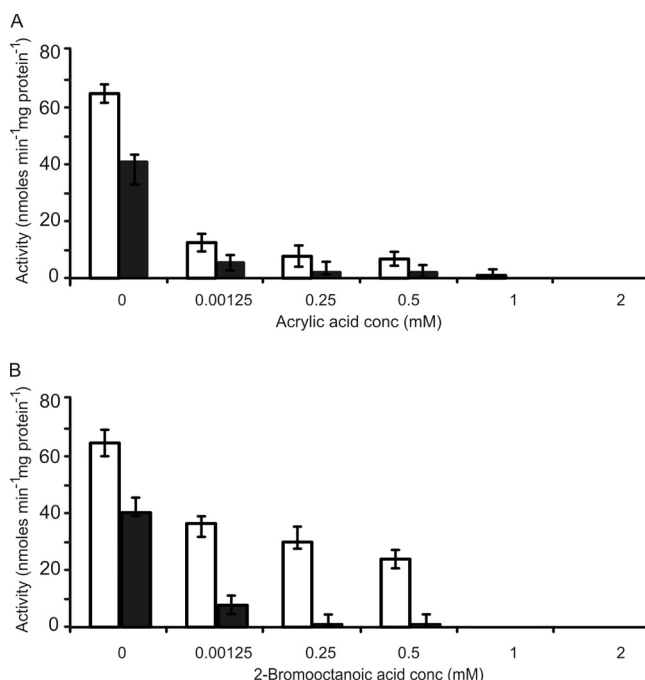 A
Activity (nmoles min⁻¹mg protein⁻¹)
80
60
40
20
0
0 0.00125 0.25 0.5 1 2
Acrylic acid conc (mM)
B
Activity (nmoles min⁻¹mg protein⁻¹)
80
60
40
20
0
0 0.00125 0.25 0.5 1 2
2-Bromooctanoic acid conc (mM)